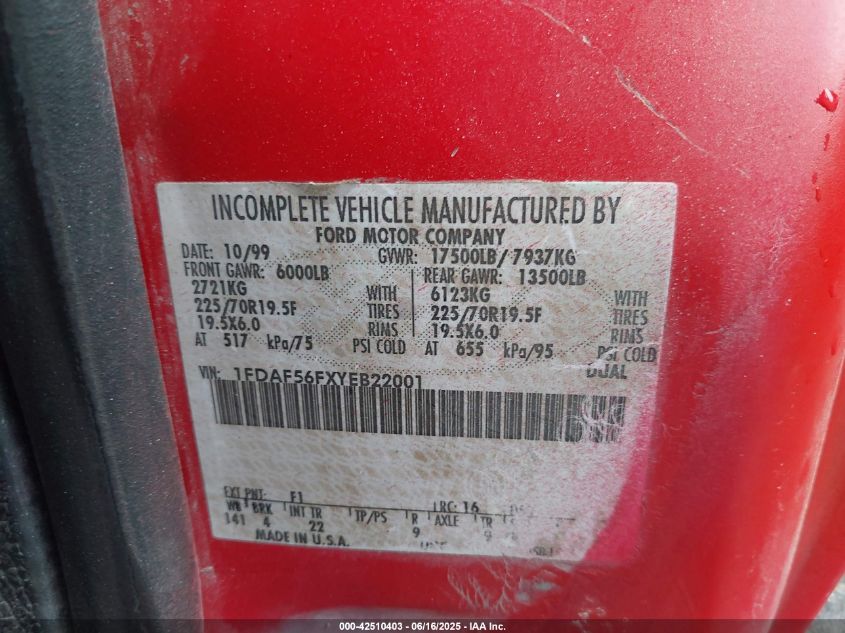 INCOMPLETE VEHICLE MANUFACTURED BY
FORD MOTOR COMPANY
DATE: 10/99 GVWR: 17500LB/ 7937KG
FRONT GAWR: 6000LB REAR GAWR: 13500LB
2721KG WITH 6123KG WITH
225/70R19.5F TIRES 225/70R19.5F TIRES
19.5X6.0 RIMS 19.5X6.0 RIMS
AT 517 kPa/75 PSI COLD AT 655 kPa/95 PSI COLD
DUAL
VIN: 1FDAF56FXYEB22001
EXT PNT: F1 RC: 16
WB BRK INT TR TP/PS R AXLE TR
141 4 22 9 9
MADE IN U.S.A.
000-42510403 / 06/16/2025 - IAA Inc.